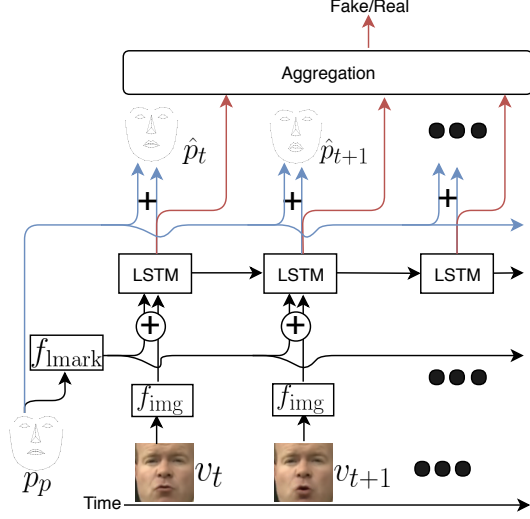 Fake/Real
Aggregation
p̂t p̂t+1
+ + +
LSTM LSTM LSTM
+ +
flmark
fimg fimg
vt vt+1
pp
Time